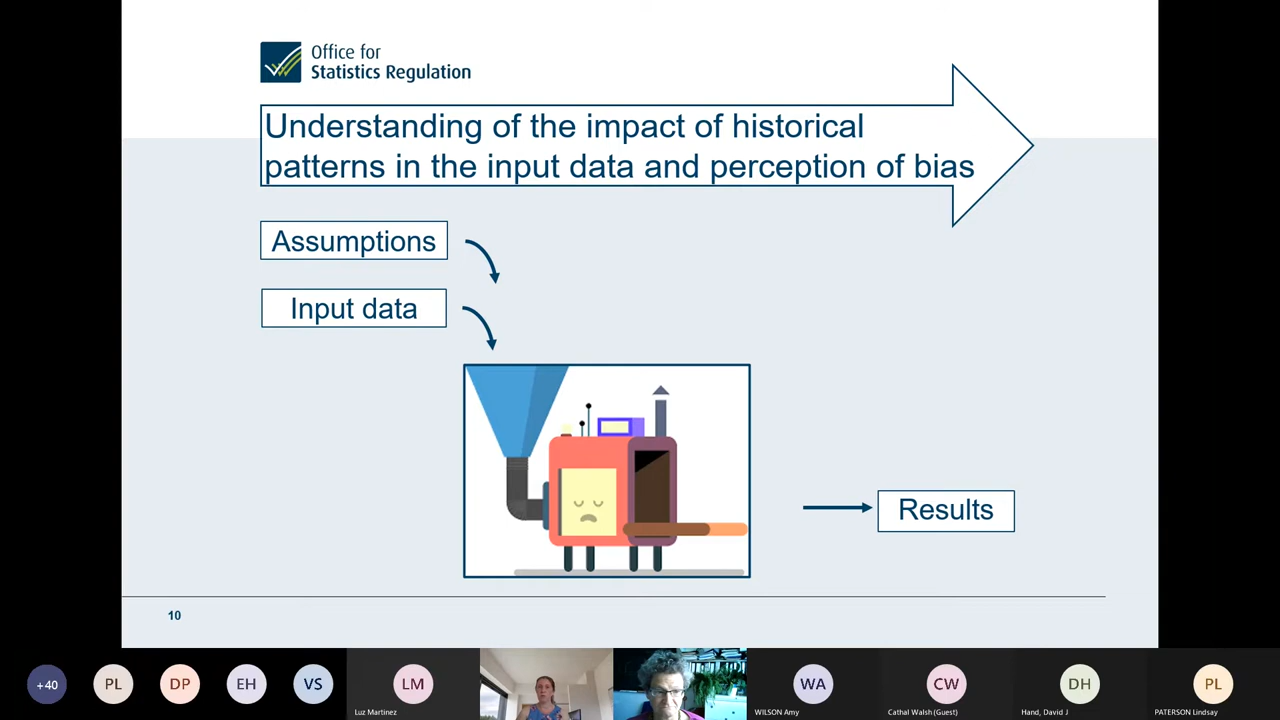 Office for
Statistics Regulation
Understanding of the impact of historical
patterns in the input data and perception of bias
Assumptions
Input data
Results
10
+40
PL
DP
EH
VS
LM
Luz Martinez
WA
WILSON Amy
CW
Cathal Walsh (Guest)
DH
Hand, David J
PL
PATERSON Lindsay